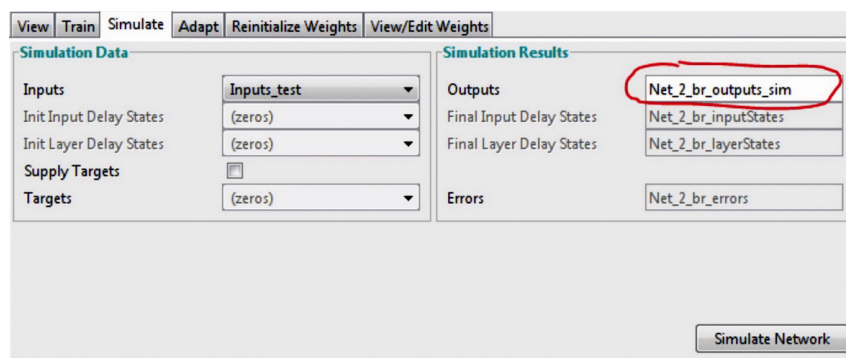 View Train Simulate Adapt Reinitialize Weights View/Edit Weights
Simulation Data
Inputs Inputs_test
Init Input Delay States (zeros)
Init Layer Delay States (zeros)
Supply Targets
Targets (zeros)
Simulation Results
Outputs Net_2_br_outputs_sim
Final Input Delay States Net_2_br_inputStates
Final Layer Delay States Net_2_br_layerStates
Errors Net_2_br_errors
Simulate Network